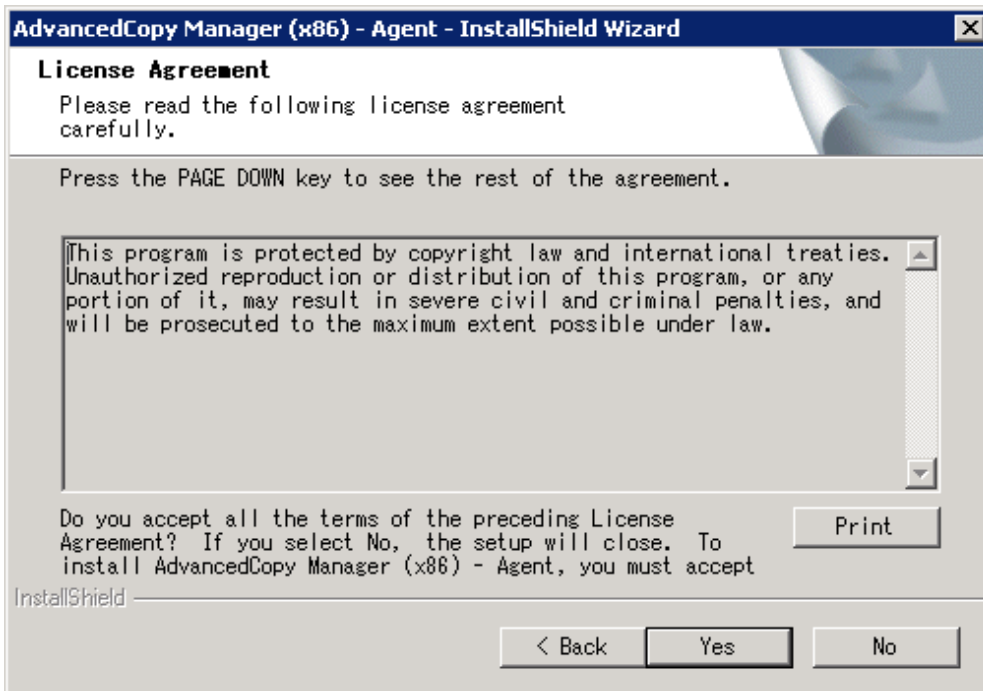 AdvancedCopy Manager (x86) - Agent - InstallShield Wizard
License Agreement
Please read the following license agreement
carefully.
Press the PAGE DOWN key to see the rest of the agreement.
This program is protected by copyright law and international treaties.
Unauthorized reproduction or distribution of this program, or any
portion of it, may result in severe civil and criminal penalties, and
will be prosecuted to the maximum extent possible under law.
Do you accept all the terms of the preceding License
Agreement?  If you select No,  the setup will close.  To
install AdvancedCopy Manager (x86) - Agent, you must accept
Print
InstallShield
< Back
Yes
No